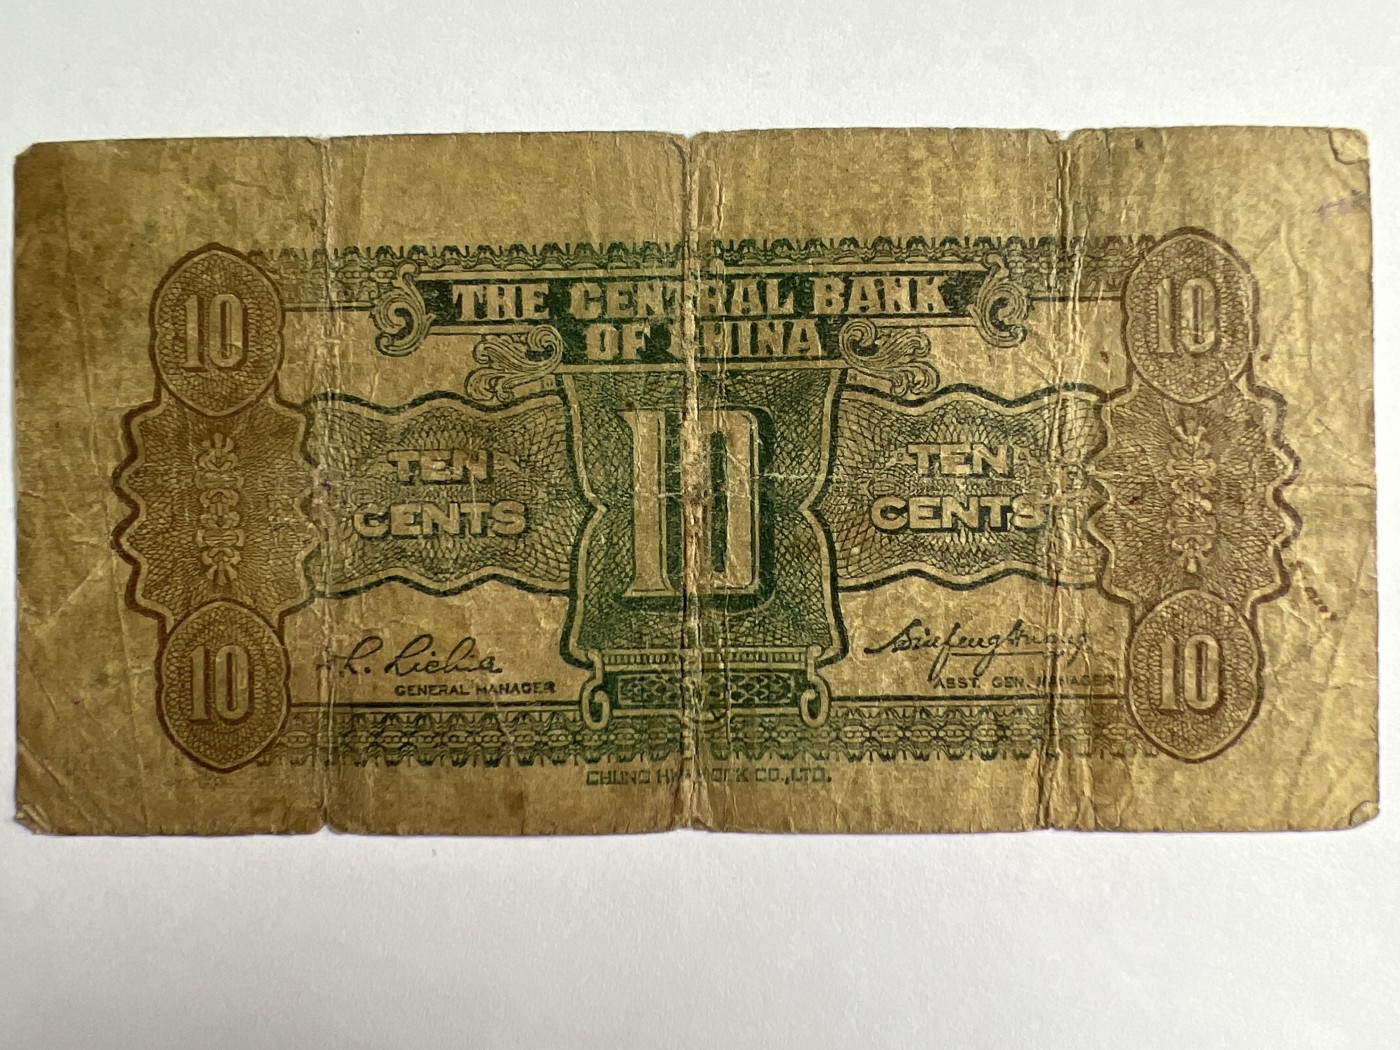 THE CENTRAL BANK
OF CHINA
10
10
10
TEN
CENTS
TEN
CENTS
GENERAL MANAGER
ASST. GEN. MANAGER
10
10
CHUNG CO.,LTD.